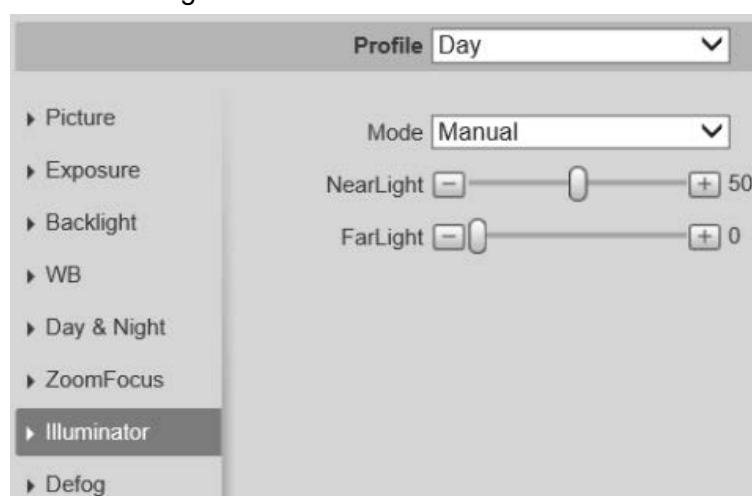 Profile Day
Picture
Mode Manual
Exposure
NearLight 50
Backlight
FarLight 0
WB
Day & Night
ZoomFocus
Illuminator
Defog